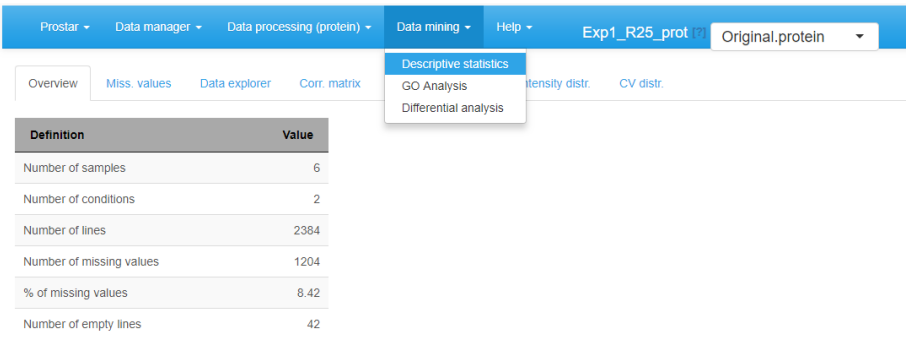 Prostar Data manager Data processing (protein) Data mining Help Exp1_R25_prot [?] Original.protein
Descriptive statistics
GO Analysis
Differential analysis
Overview Miss. values Data explorer Corr. matrix ntensity distr. CV distr.
Definition Value
Number of samples 6
Number of conditions 2
Number of lines 2384
Number of missing values 1204
% of missing values 8.42
Number of empty lines 42